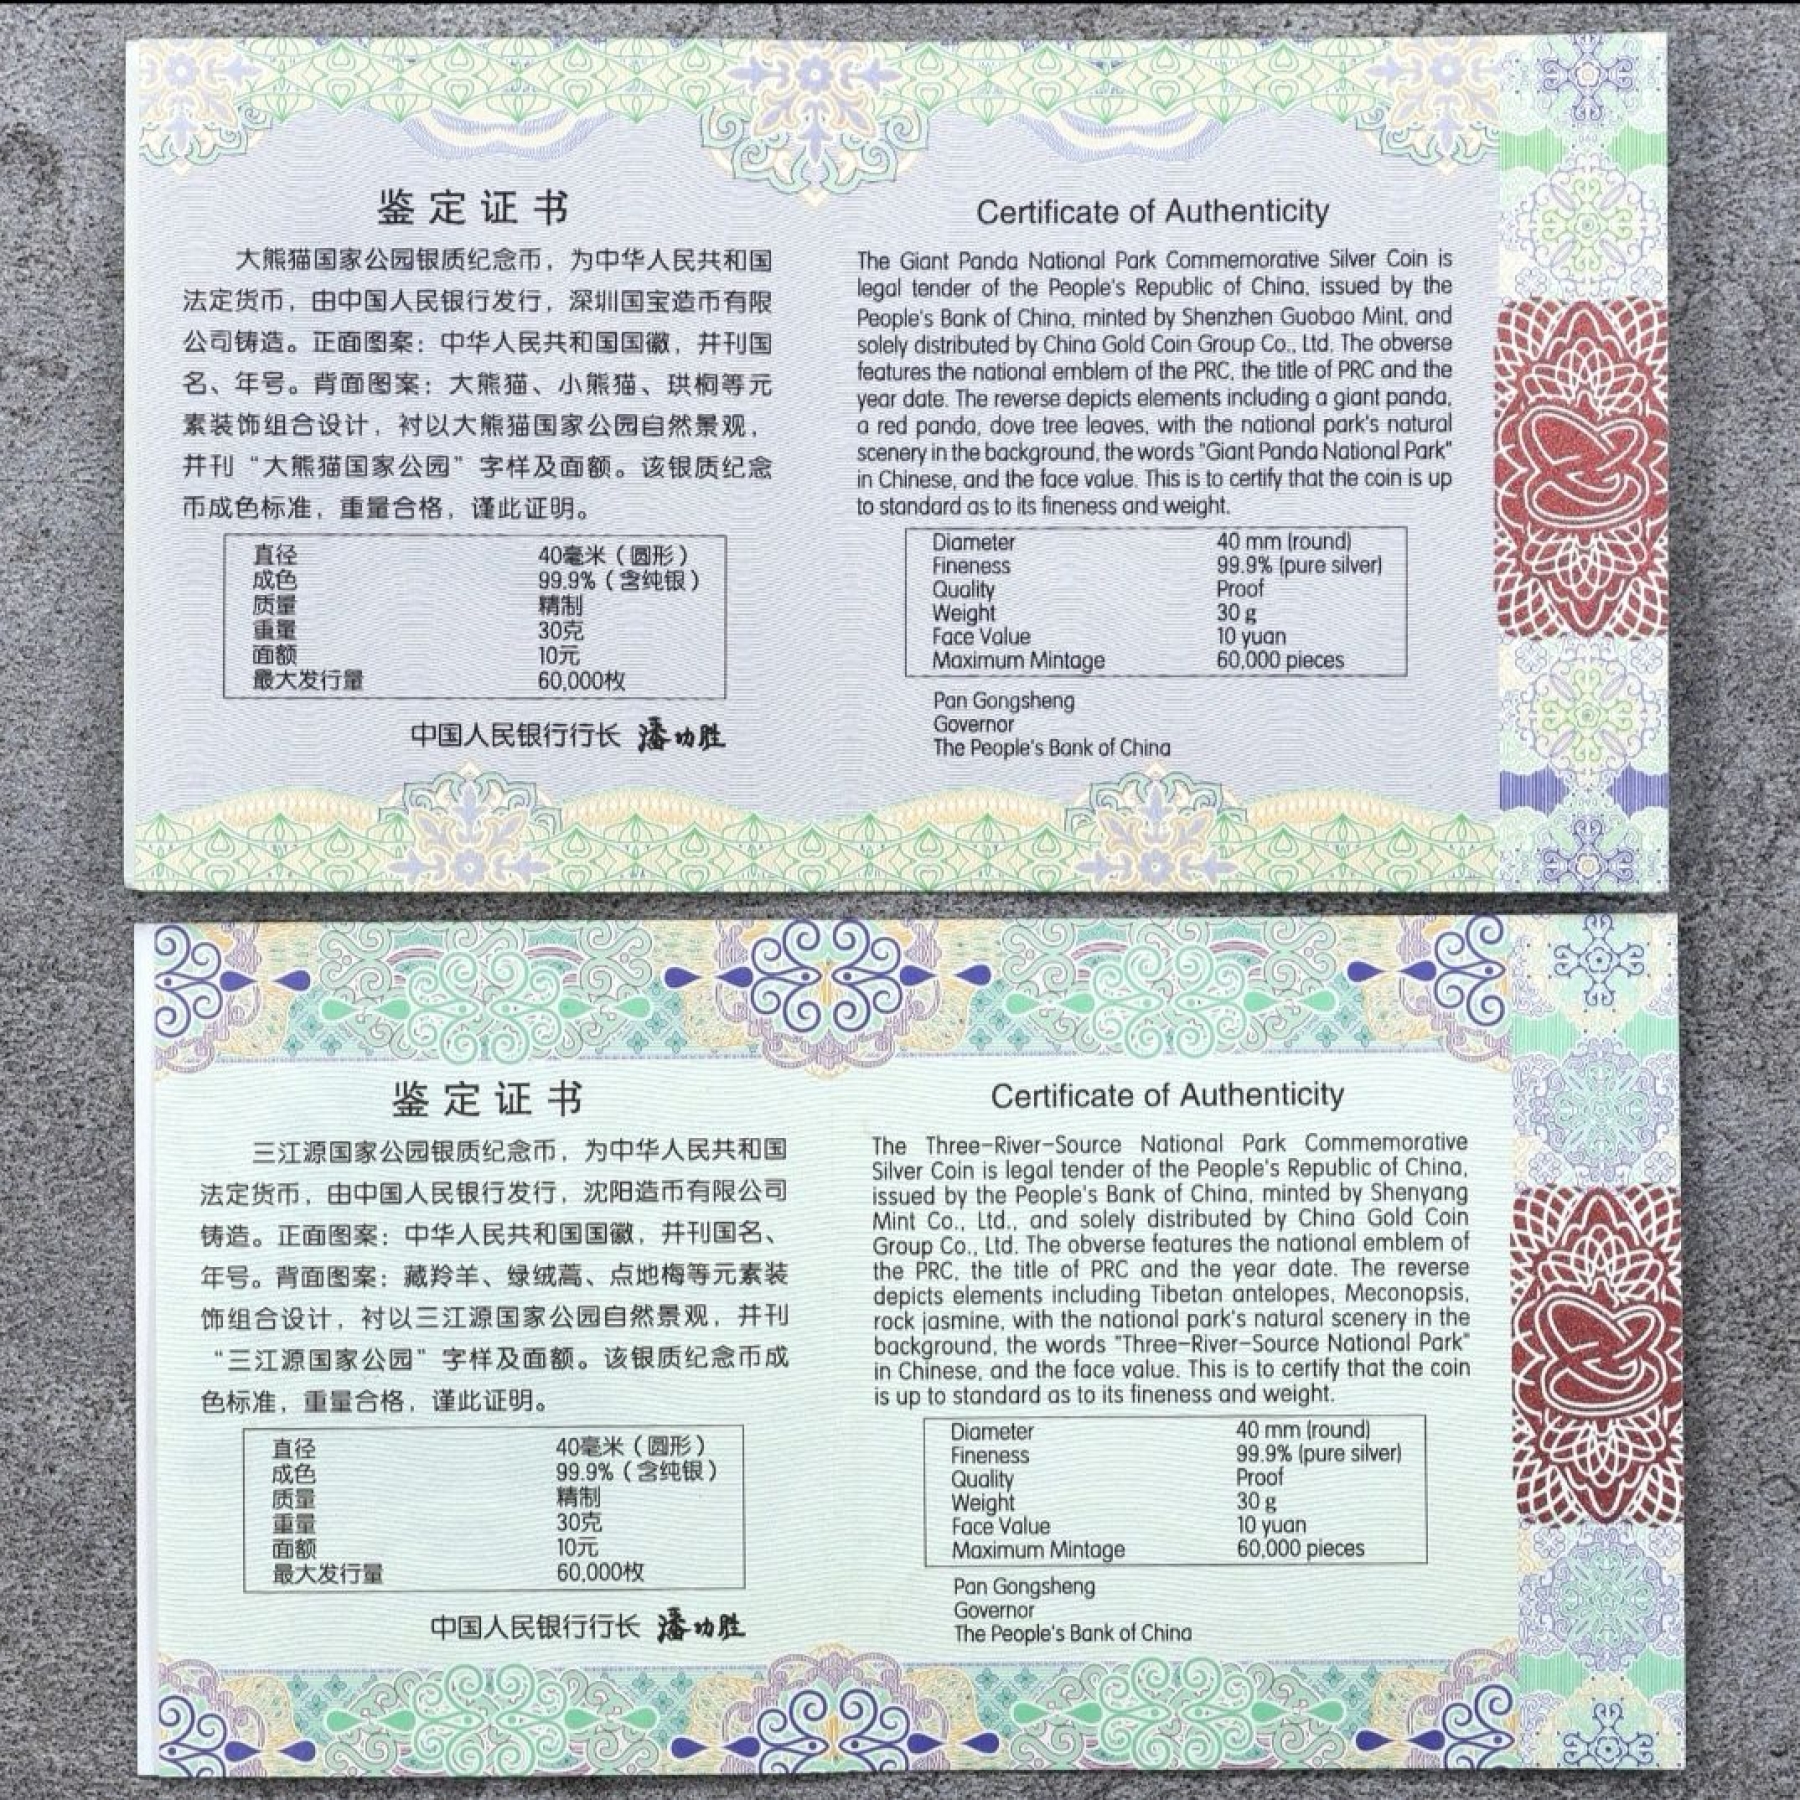 鉴定证书
大熊猫国家公园银质纪念币，为中华人民共和国
法定货币，由中国人民银行发行，深圳国宝造币有限
公司铸造。正面图案：中华人民共和国国徽，并刊国
名、年号。背面图案：大熊猫、小熊猫、珙桐等元
素装饰组合设计，衬以大熊猫国家公园自然景观，
并刊“大熊猫国家公园”字样及面额。该银质纪念
币成色标准，重量合格，谨此证明。
直径 40毫米（圆形）
成色 99.9%（含纯银）
质量 精制
重量 30克
面额 10元
最大发行量 60,000枚
中国人民银行行长 潘功胜
Certificate of Authenticity
The Giant Panda National Park Commemorative Silver Coin is
legal tender of the People's Republic of China, issued by the
People's Bank of China, minted by Shenzhen Guobao Mint, and
solely distributed by China Gold Coin Group Co., Ltd. The obverse
features the national emblem of the PRC, the title of PRC and the
year date. The reverse depicts elements including a giant panda,
a red panda, dove tree leaves, with the national park's natural
scenery in the background, the words "Giant Panda National Park"
in Chinese, and the face value. This is to certify that the coin is up
to standard as to its fineness and weight.
Diameter 40 mm (round)
Fineness 99.9% (pure silver)
Quality Proof
Weight 30 g
Face Value 10 yuan
Maximum Mintage 60,000 pieces
Pan Gongsheng
Governor
The People's Bank of China
鉴定证书
三江源国家公园银质纪念币，为中华人民共和国
法定货币，由中国人民银行发行，沈阳造币有限公司
铸造。正面图案：中华人民共和国国徽，并刊国名、
年号。背面图案：藏羚羊、绿绒蒿、点地梅等元素装
饰组合设计，衬以三江源国家公园自然景观，并刊
“三江源国家公园”字样及面额。该银质纪念币成
色标准，重量合格，谨此证明。
直径 40毫米（圆形）
成色 99.9%（含纯银）
质量 精制
重量 30克
面额 10元
最大发行量 60,000枚
中国人民银行行长 潘功胜
Certificate of Authenticity
The Three-River-Source National Park Commemorative
Silver Coin is legal tender of the People's Republic of China,
issued by the People's Bank of China, minted by Shenyang
Mint Co., Ltd., and solely distributed by China Gold Coin
Group Co., Ltd. The obverse features the national emblem of
the PRC, the title of PRC and the year date. The reverse
depicts elements including Tibetan antelopes, Meconopsis,
rock jasmine, with the national park's natural scenery in the
background, the words "Three-River-Source National Park"
in Chinese, and the face value. This is to certify that the coin
is up to standard as to its fineness and weight.
Diameter 40 mm (round)
Fineness 99.9% (pure silver)
Quality Proof
Weight 30 g
Face Value 10 yuan
Maximum Mintage 60,000 pieces
Pan Gongsheng
Governor
The People's Bank of China